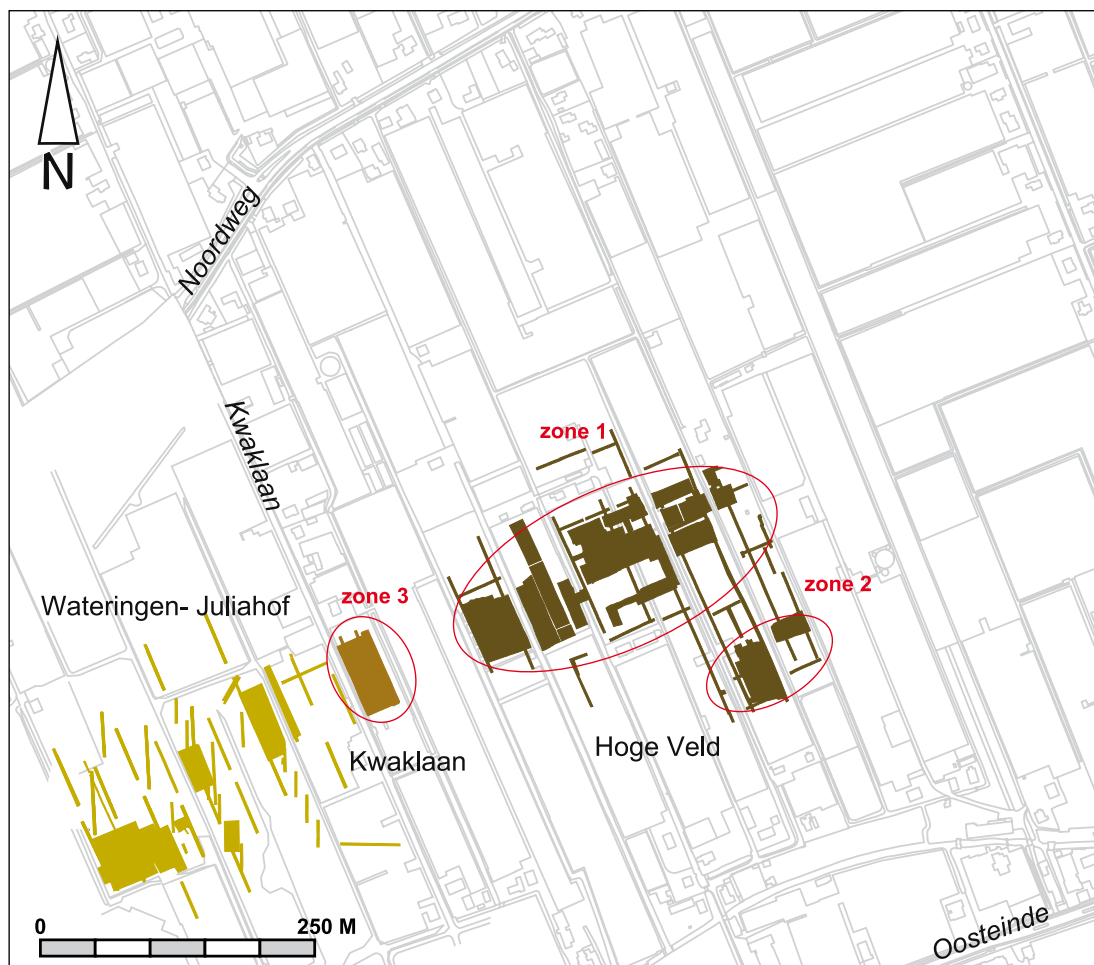 N
Noordweg
Kwaklaan
zone 1
zone 2
zone 3
Wateringen- Juliahof
Kwaklaan
Hoge Veld
0 250 M
Oosteinde